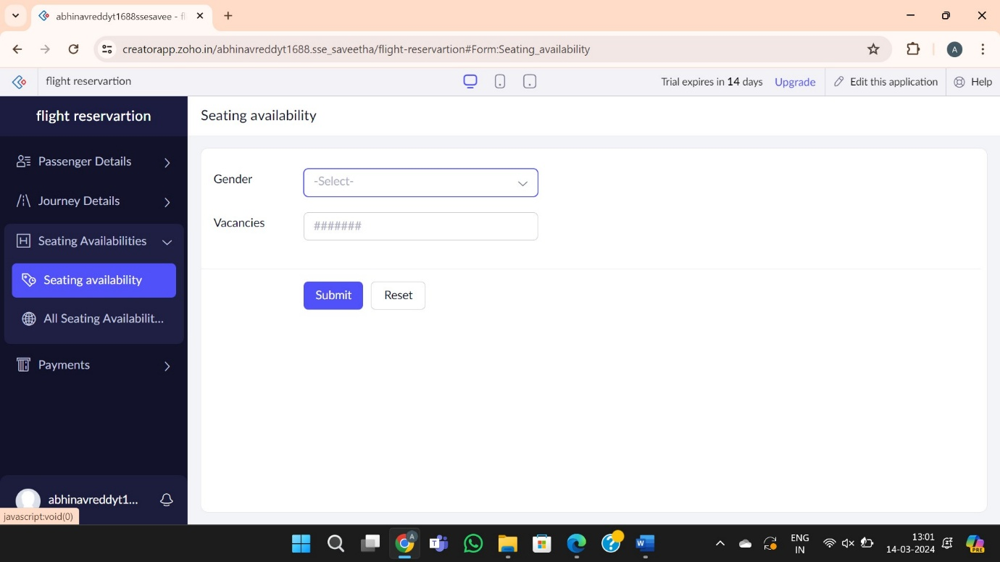 abhinavreddyt1688ssesavee - fl
creatorapp.zoho.in/abhinavreddyt1688.sse_saveetha/flight-reservartion#Form:Seating_availability
A
flight reservartion
Trial expires in 14 days
Upgrade
Edit this application
Help
flight reservartion
Passenger Details
Journey Details
Seating Availabilities
Seating availability
All Seating Availabilit...
Payments
abhinavreddyt1...
javascript:void(0)
Seating availability
Gender
-Select-
Vacancies
#######
Submit
Reset
ENG
IN
13:01
14-03-2024
PRE